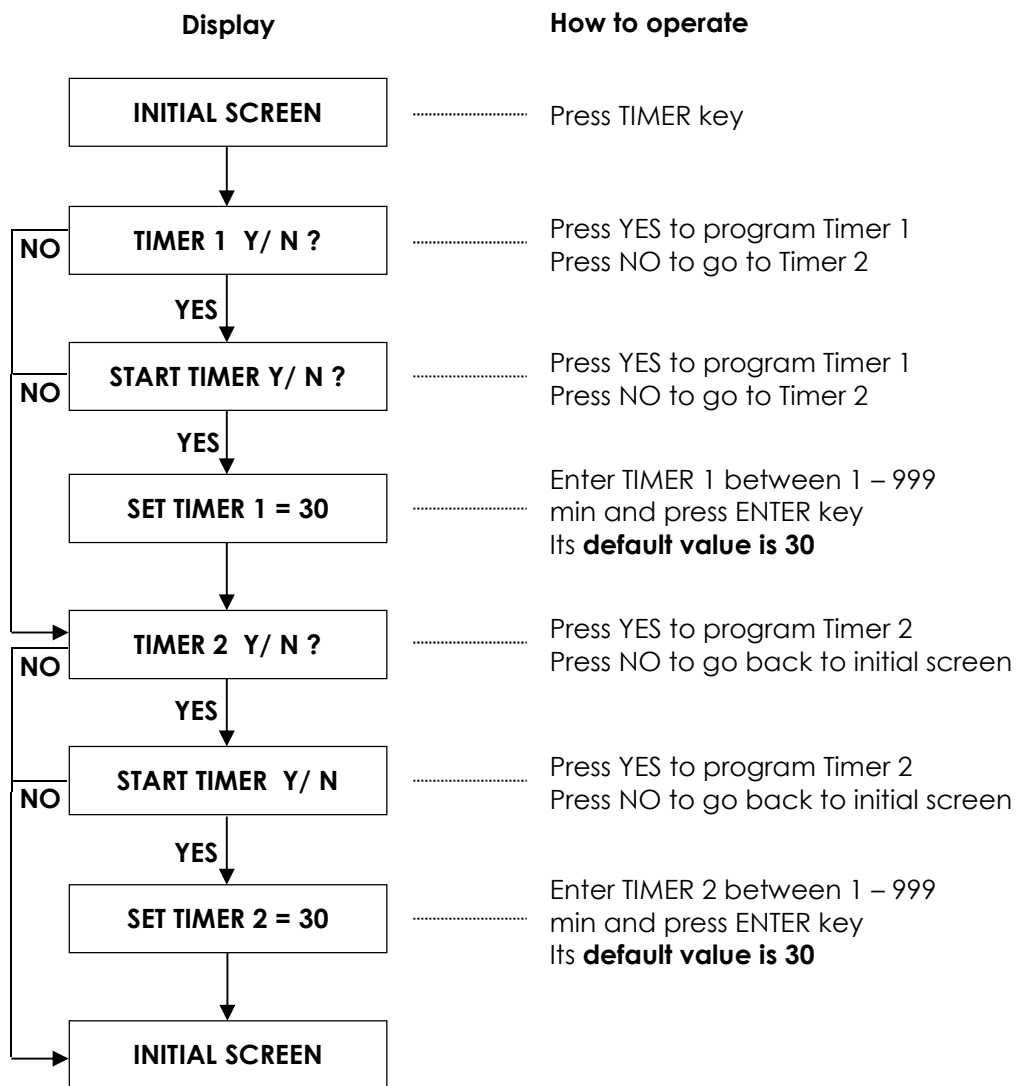 Display
How to operate
INITIAL SCREEN
Press TIMER key
TIMER 1 Y/ N ?
Press YES to program Timer 1
Press NO to go to Timer 2
NO
YES
START TIMER Y/ N ?
Press YES to program Timer 1
Press NO to go to Timer 2
NO
YES
SET TIMER 1 = 30
Enter TIMER 1 between 1 – 999
min and press ENTER key
Its default value is 30
TIMER 2 Y/ N ?
Press YES to program Timer 2
Press NO to go back to initial screen
NO
YES
START TIMER Y/ N
Press YES to program Timer 2
Press NO to go back to initial screen
NO
YES
SET TIMER 2 = 30
Enter TIMER 2 between 1 – 999
min and press ENTER key
Its default value is 30
INITIAL SCREEN